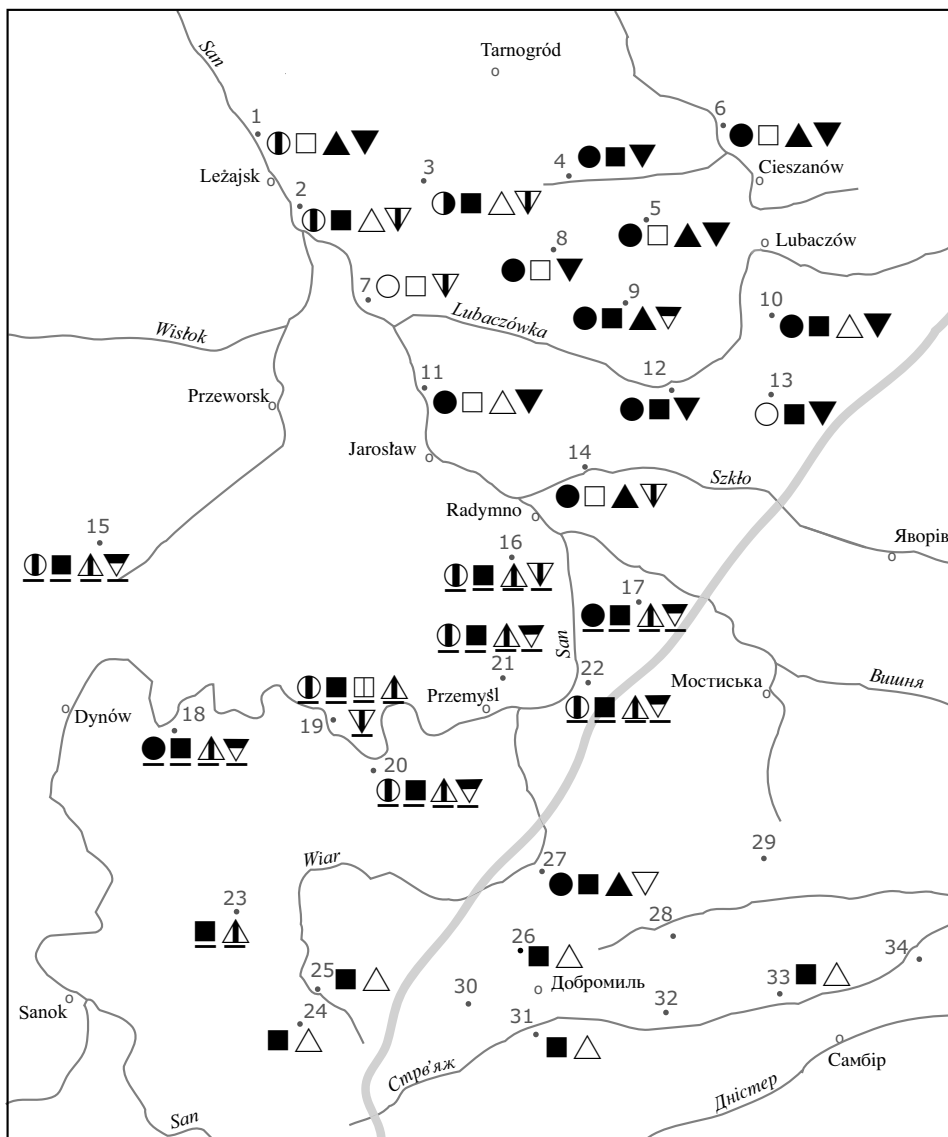 San
Tarnogród
1
6
3
4
Cieszanów
Leżajsk
2
5
8
Lubaczów
7
9
10
Lubaczówka
Wisłok
12
13
11
Przeworsk
Jarosław
14
Szkło
Radymno
15
16
Яворів
17
San
21
22
Przemyśl
Мостиська
Вишня
Dynów
18
19
20
29
Wiar
27
23
28
26
34
25
Добромиль
33
Sanok
30
32
24
31
Самбір
Стрв'яж
Дністер
San